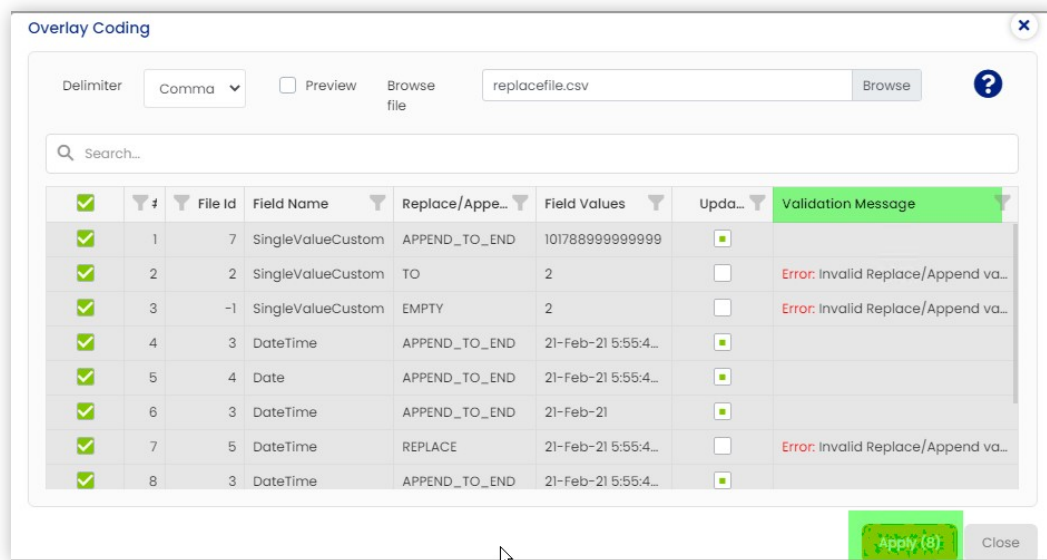 Overlay Coding
Delimiter Comma Preview Browse file replacefile.csv Browse
Search...
# File Id Field Name Replace/Appe... Field Values Upda... Validation Message
1 7 SingleValueCustom APPEND_TO_END 101788999999999
2 2 SingleValueCustom TO 2 Error: Invalid Replace/Append va...
3 -1 SingleValueCustom EMPTY 2 Error: Invalid Replace/Append va...
4 3 DateTime APPEND_TO_END 21-Feb-21 5:55:4...
5 4 Date APPEND_TO_END 21-Feb-21 5:55:4...
6 3 DateTime APPEND_TO_END 21-Feb-21
7 5 DateTime REPLACE 21-Feb-21 5:55:4... Error: Invalid Replace/Append va...
8 3 DateTime APPEND_TO_END 21-Feb-21 5:55:4...
Apply (8) Close